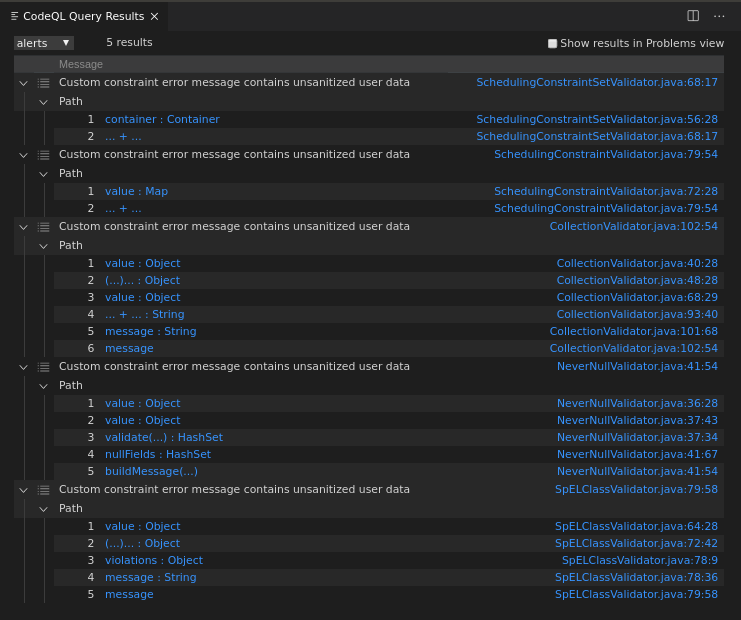 CodeQL Query Results
alerts 5 results Show results in Problems view
Message
Custom constraint error message contains unsanitized user data SchedulingConstraintSetValidator.java:68:17
Path
1 container : Container SchedulingConstraintSetValidator.java:56:28
2 ... + ... SchedulingConstraintSetValidator.java:68:17
Custom constraint error message contains unsanitized user data SchedulingConstraintValidator.java:79:54
Path
1 value : Map SchedulingConstraintValidator.java:72:28
2 ... + ... SchedulingConstraintValidator.java:79:54
Custom constraint error message contains unsanitized user data CollectionValidator.java:102:54
Path
1 value : Object CollectionValidator.java:40:28
2 (...)... : Object CollectionValidator.java:48:28
3 value : Object CollectionValidator.java:68:29
4 ... + ... : String CollectionValidator.java:93:40
5 message : String CollectionValidator.java:101:68
6 message CollectionValidator.java:102:54
Custom constraint error message contains unsanitized user data NeverNullValidator.java:41:54
Path
1 value : Object NeverNullValidator.java:36:28
2 value : Object NeverNullValidator.java:37:43
3 validate(...) : HashSet NeverNullValidator.java:37:34
4 nullFields : HashSet NeverNullValidator.java:41:67
5 buildMessage(...) NeverNullValidator.java:41:54
Custom constraint error message contains unsanitized user data SpELClassValidator.java:79:58
Path
1 value : Object SpELClassValidator.java:64:28
2 (...)... : Object SpELClassValidator.java:72:42
3 violations : Object SpELClassValidator.java:78:9
4 message : String SpELClassValidator.java:78:36
5 message SpELClassValidator.java:79:58